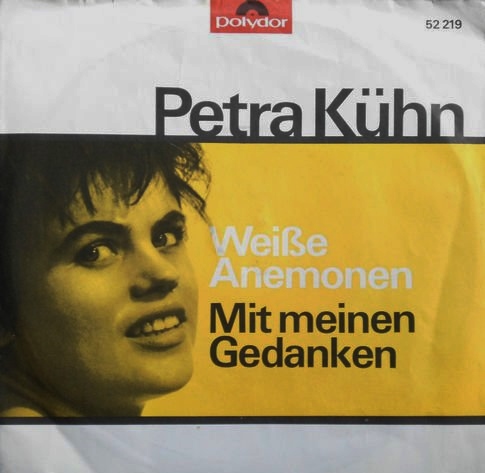 Polydor
52 219
Petra Kühn
Weiße
Anemonen
Mit meinen
Gedanken